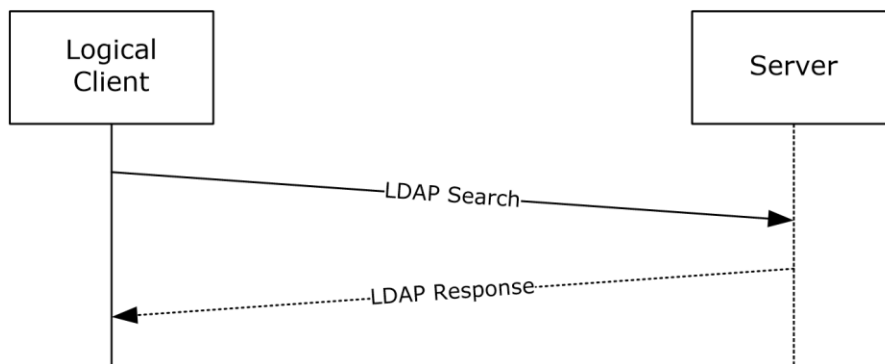 Logical
Client
Server
LDAP Search
LDAP Response